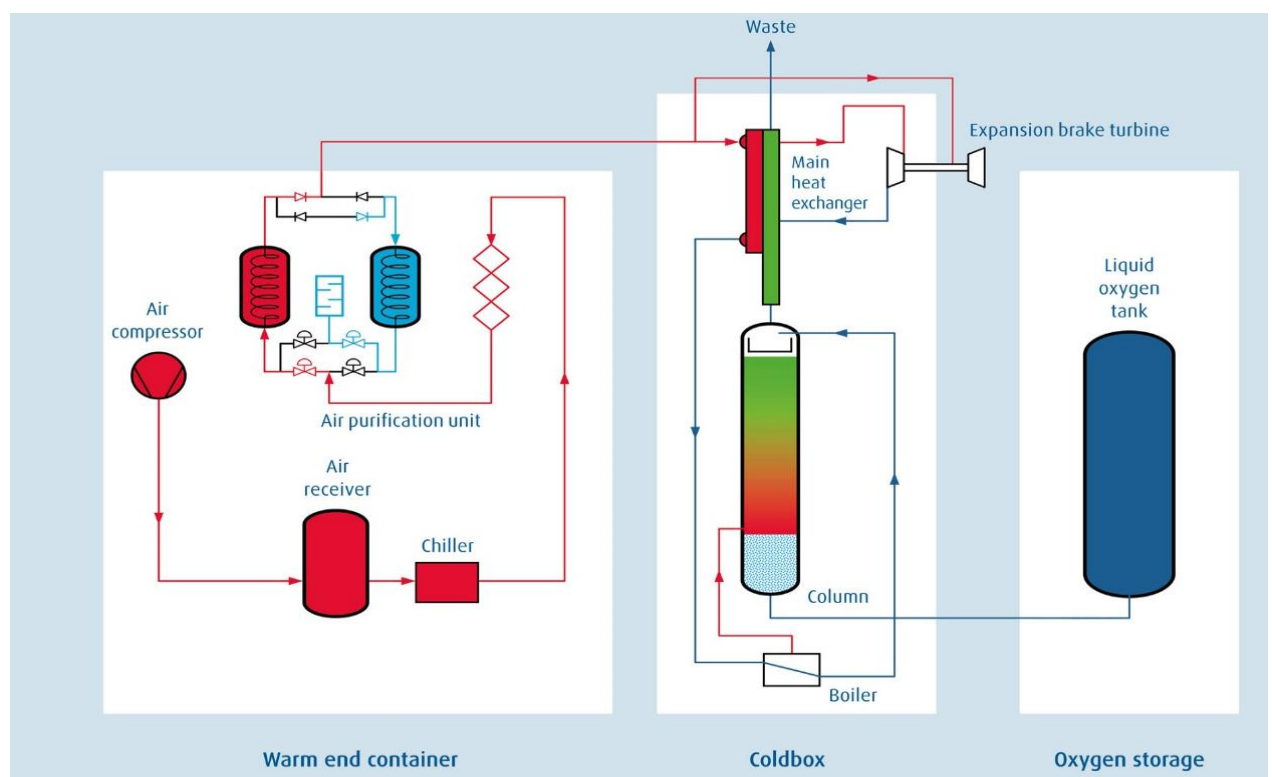 Waste
Expansion brake turbine
Main
heat
exchanger
Air
compressor
Air purification unit
Air
receiver
Chiller
Liquid
oxygen
tank
Column
Boiler
Warm end container
Coldbox
Oxygen storage